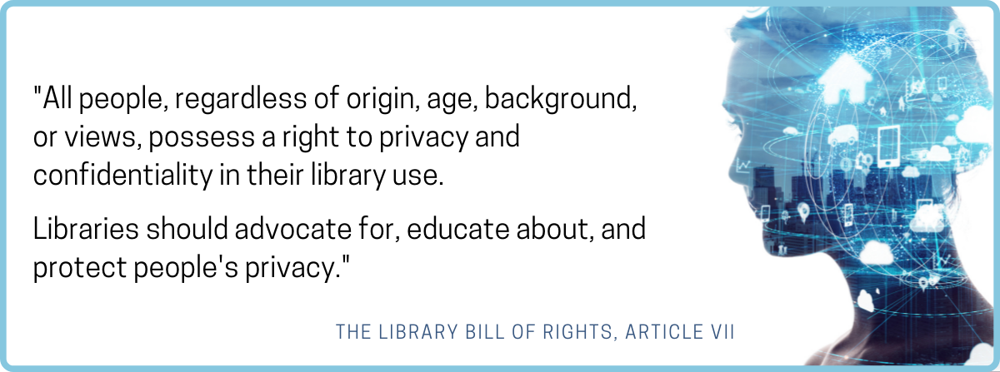 "All people, regardless of origin, age, background,
or views, possess a right to privacy and
confidentiality in their library use.
Libraries should advocate for, educate about, and
protect people's privacy."
THE LIBRARY BILL OF RIGHTS, ARTICLE VII